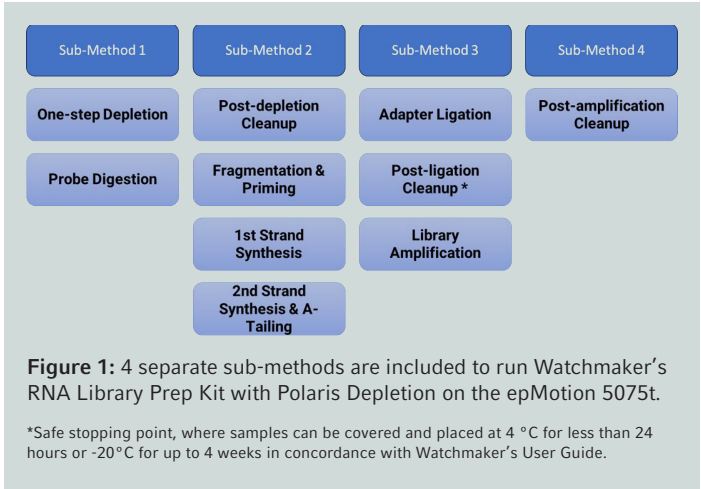 Sub-Method 1
Sub-Method 2
Sub-Method 3
Sub-Method 4
One-step Depletion
Post-depletion
Cleanup
Adapter Ligation
Post-amplification
Cleanup
Probe Digestion
Fragmentation &
Priming
Post-ligation
Cleanup *
1st Strand
Synthesis
Library
Amplification
2nd Strand
Synthesis & A-
Tailing
Figure 1: 4 separate sub-methods are included to run Watchmaker's
RNA Library Prep Kit with Polaris Depletion on the epMotion 5075t.
*Safe stopping point, where samples can be covered and placed at 4 °C for less than 24
hours or -20°C for up to 4 weeks in concordance with Watchmaker's User Guide.